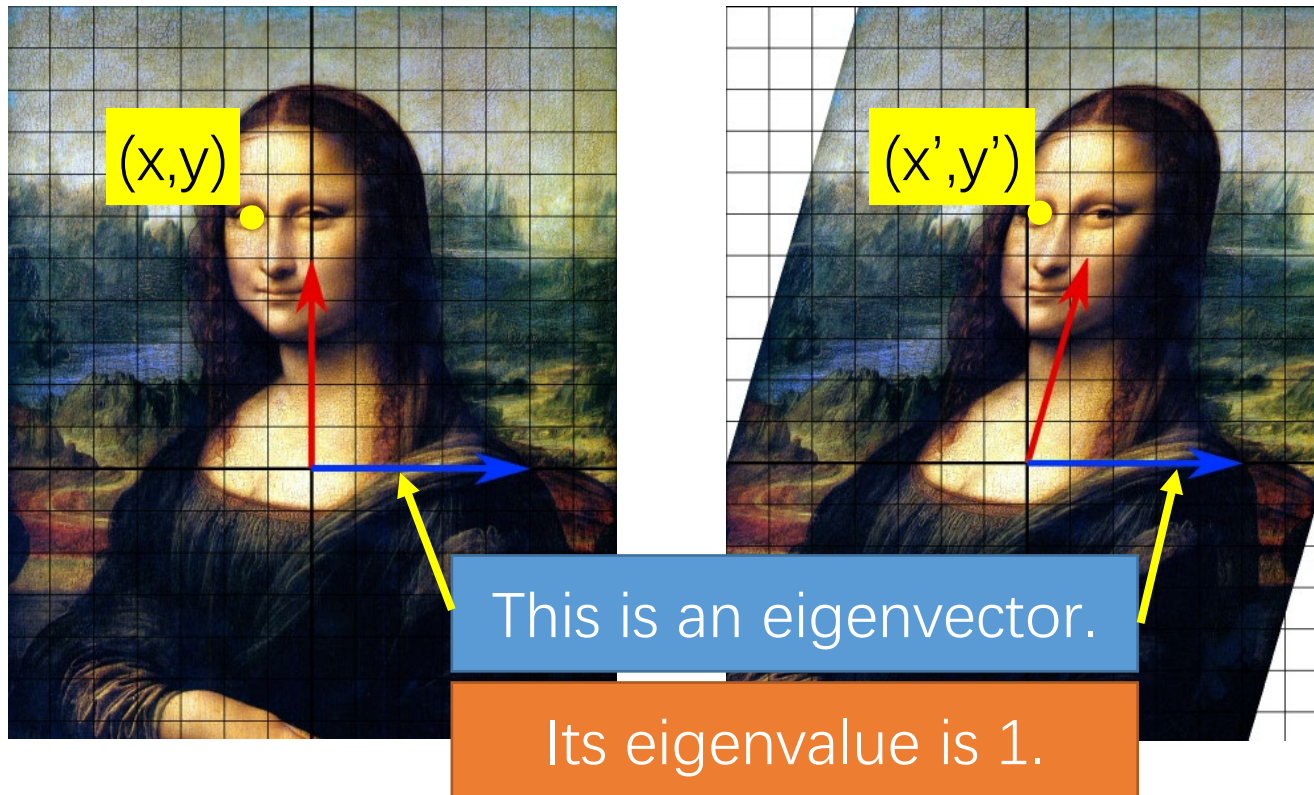 (x,y)
(x’,y’)
This is an eigenvector.
Its eigenvalue is 1.